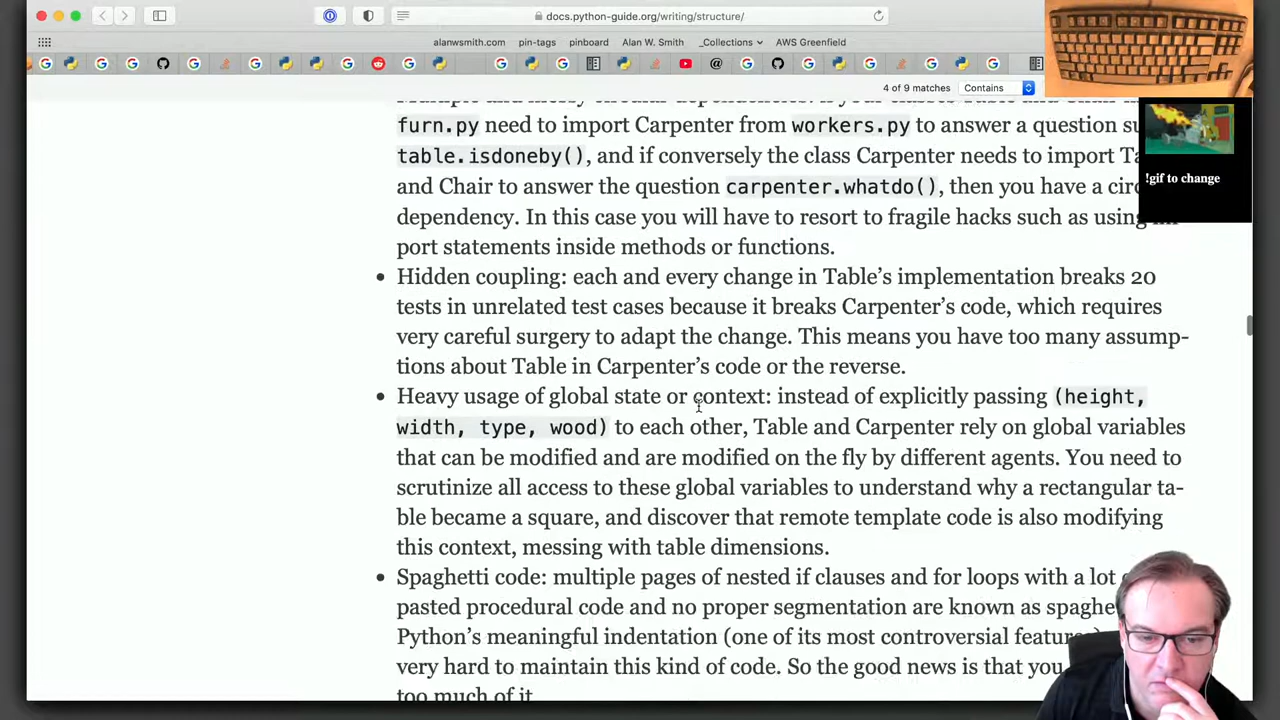 docs.python-guide.org/writing/structure/
alanwsmith.com pin-tags pinboard Alan W. Smith _Collections AWS Greenfield
4 of 9 matches Contains
!gif to change
furn.py need to import Carpenter from workers.py to answer a question
table.isdoneby(), and if conversely the class Carpenter needs to import
and Chair to answer the question carpenter.whatdo(), then you have a
dependency. In this case you will have to resort to fragile hacks such as using
port statements inside methods or functions.
• Hidden coupling: each and every change in Table’s implementation breaks 20
tests in unrelated test cases because it breaks Carpenter’s code, which requires
very careful surgery to adapt the change. This means you have too many assump-
tions about Table in Carpenter’s code or the reverse.
• Heavy usage of global state or context: instead of explicitly passing (height,
width, type, wood) to each other, Table and Carpenter rely on global variables
that can be modified and are modified on the fly by different agents. You need to
scrutinize all access to these global variables to understand why a rectangular ta-
ble became a square, and discover that remote template code is also modifying
this context, messing with table dimensions.
• Spaghetti code: multiple pages of nested if clauses and for loops with a lot
pasted procedural code and no proper segmentation are known as
Python’s meaningful indentation (one of its most controversial
very hard to maintain this kind of code. So the good news is that you
too much of it